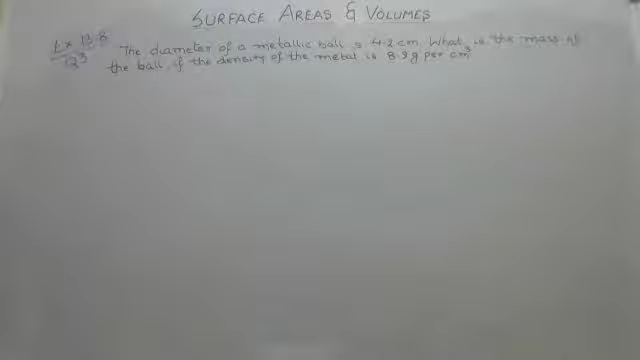 SURFACE AREAS & VOLUMES
Ex 13.8
Q3
The diameter of a metallic ball is 4.2 cm. What is the mass of
the ball, if the density of the metal is 8.9 g per cm³